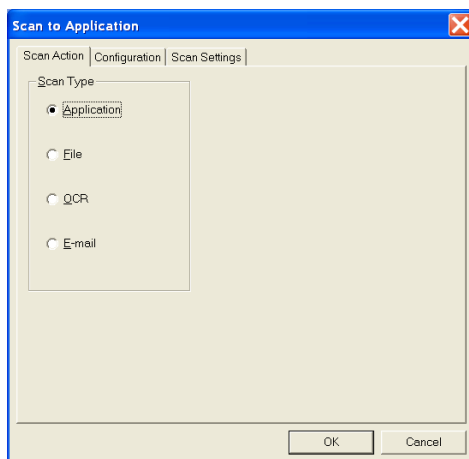 Scan to Application
Scan Action Configuration Scan Settings
Scan Type
Application
File
OCR
E-mail
OK Cancel